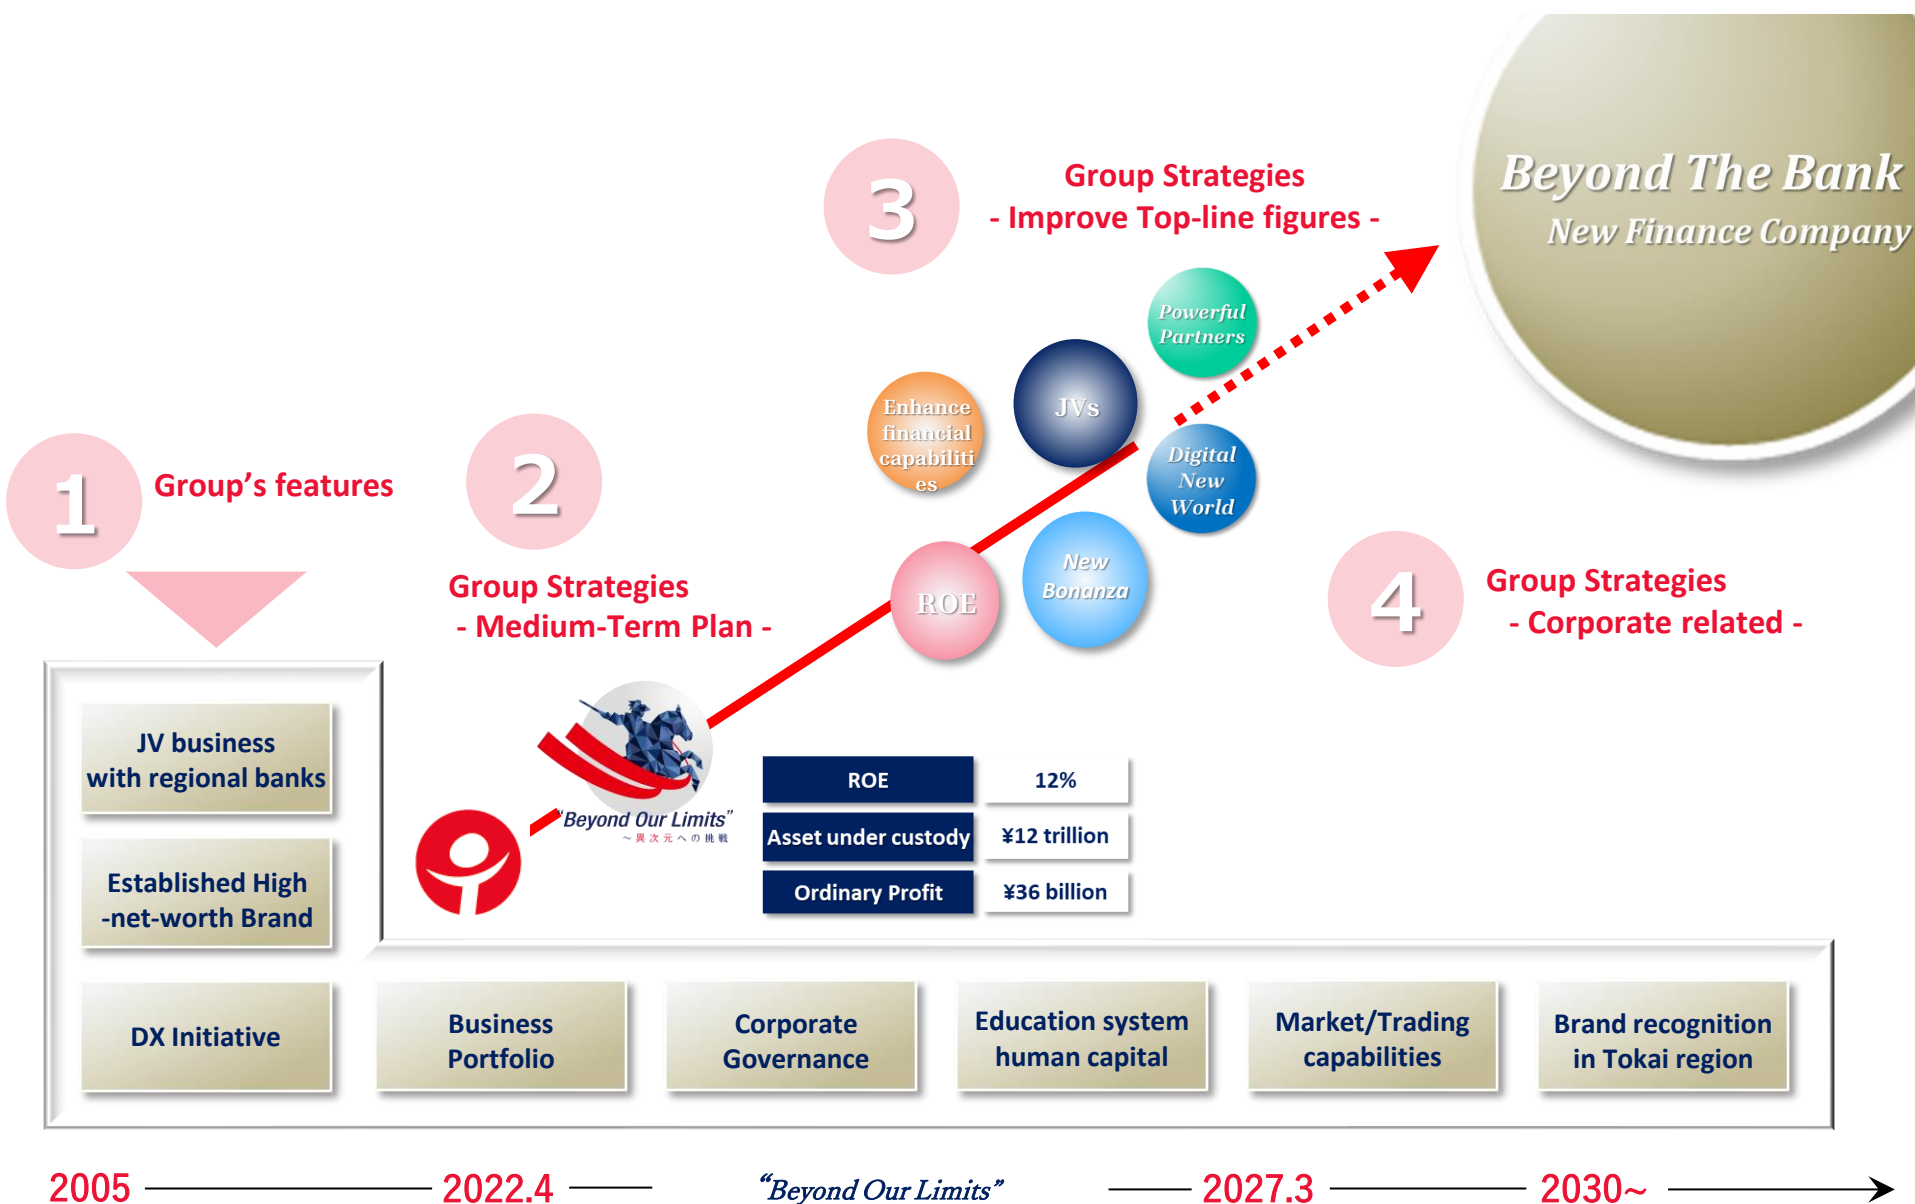 Beyond The Bank
New Finance Company
3
Group Strategies
- Improve Top-line figures -
Powerful
Partners
JVs
Enhance
financial
capabiliti
es
Digital
New
World
New
Bonanza
ROE
1
Group’s features
2
Group Strategies
- Medium-Term Plan -
4
Group Strategies
- Corporate related -
“Beyond Our Limits”
～異次元への挑戦
ROE 12%
Asset under custody ¥12 trillion
Ordinary Profit ¥36 billion
JV business
with regional banks
Established High
-net-worth Brand
DX Initiative
Business
Portfolio
Corporate
Governance
Education system
human capital
Market/Trading
capabilities
Brand recognition
in Tokai region
2005 2022.4 “Beyond Our Limits” 2027.3 2030~